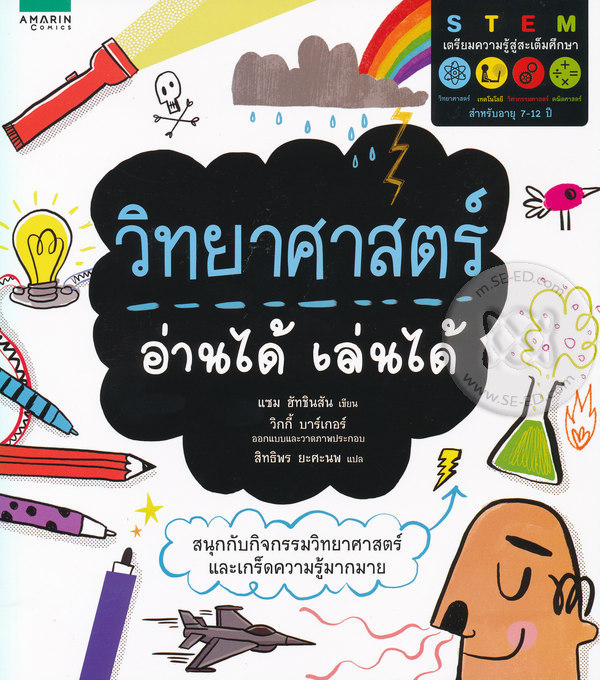 AMARIN
COMICS
STEM
เตรียมความรู้สู่สะเต็มศึกษา
วิทยาศาสตร์ เทคโนโลยี วิศวกรรมศาสตร์ คณิตศาสตร์
สำหรับอายุ 7-12 ปี
วิทยาศาสตร์
อ่านได้ เล่นได้
แซม ฮัทชินสัน เขียน
วิกกี้ บาร์เกอร์
ออกแบบและวาดภาพประกอบ
สิทธิพร ยะศะนพ แปล
สนุกกับกิจกรรมวิทยาศาสตร์
และเกร็ดความรู้มากมาย
m.SE-ED.com
www.SE-ED.com